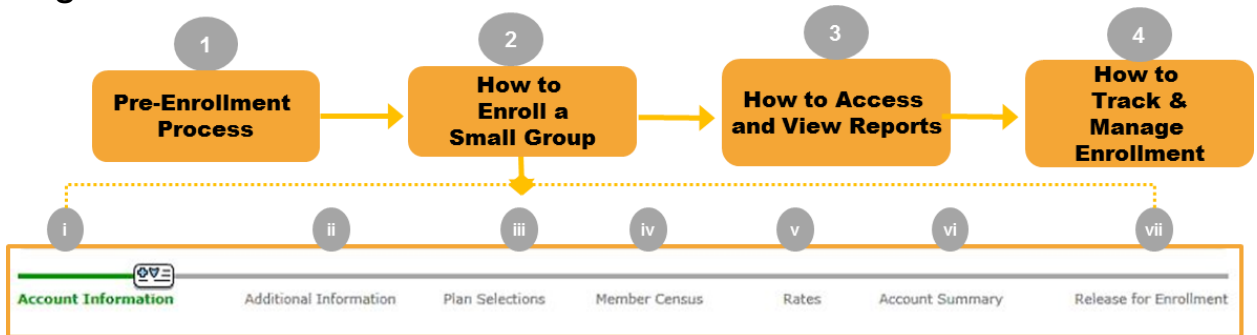 1
2
3
4
Pre-Enrollment
Process
How to
Enroll a
Small Group
How to Access
and View Reports
How to
Track &
Manage
Enrollment
i
ii
iii
iv
v
vi
vii
Account Information
Additional Information
Plan Selections
Member Census
Rates
Account Summary
Release for Enrollment